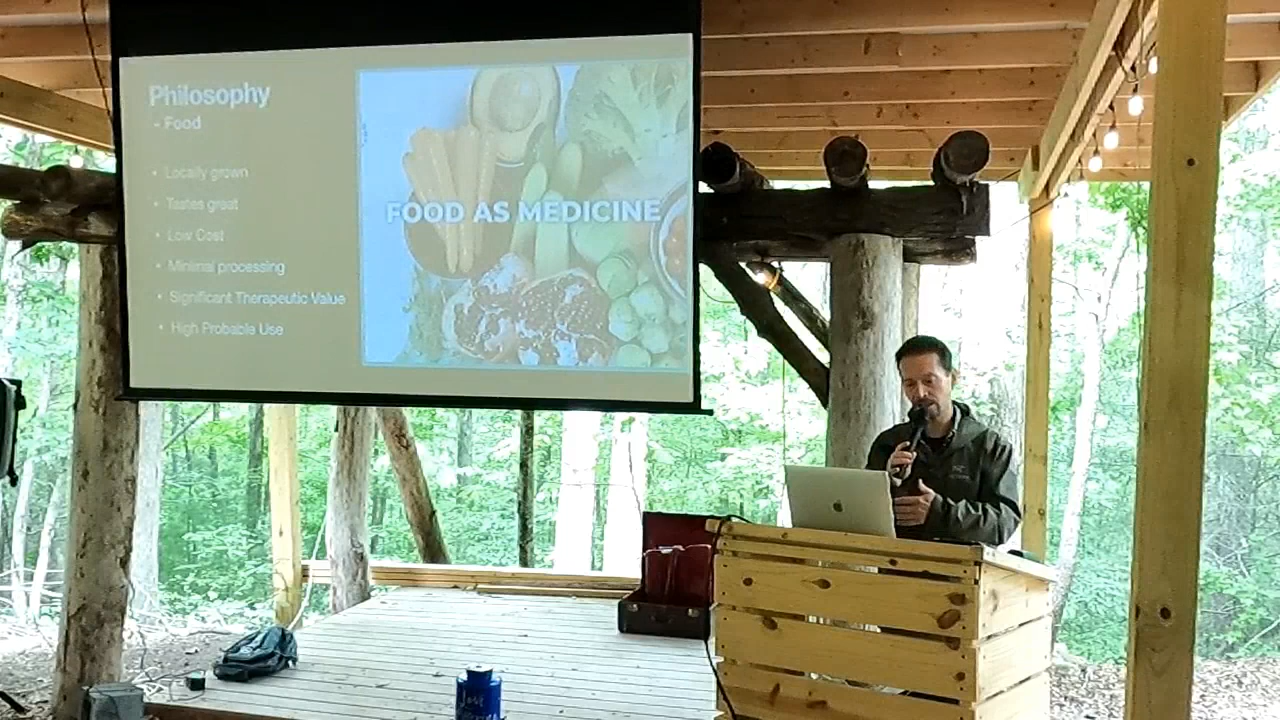 Philosophy
- Food
• Locally grown
• Tastes great
• Low Cost
• Minimal processing
• Significant Therapeutic Value
• High Probable Use
FOOD AS MEDICINE